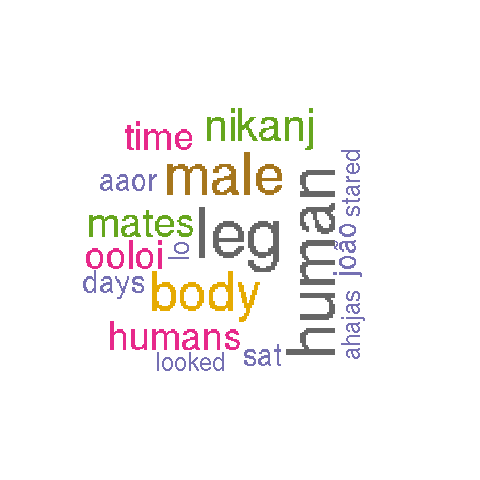 nikanj
time
stared
male
aaor
human
mates
leg
joão
ooloi
lo
days
body
ahajas
humans
sat
looked